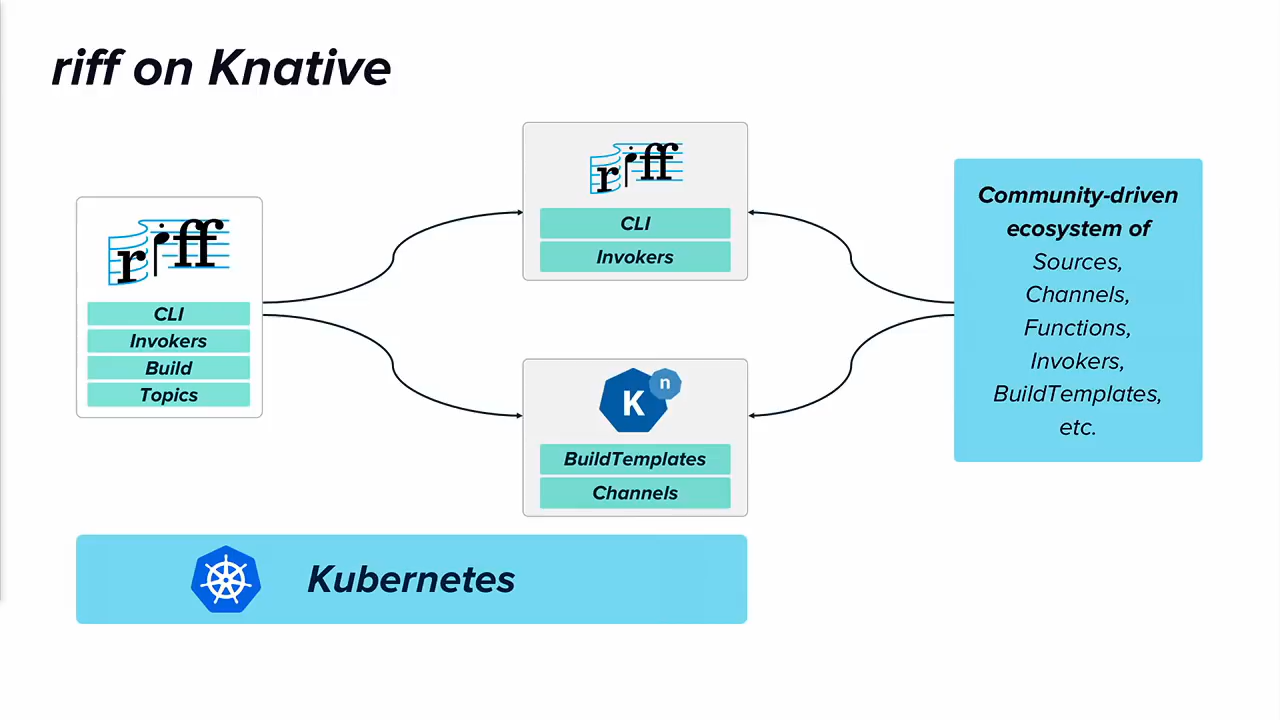 riff on Knative
riff
CLI
Invokers
Build
Topics
riff
CLI
Invokers
K n
BuildTemplates
Channels
Community-driven
ecosystem of
Sources,
Channels,
Functions,
Invokers,
BuildTemplates,
etc.
Kubernetes